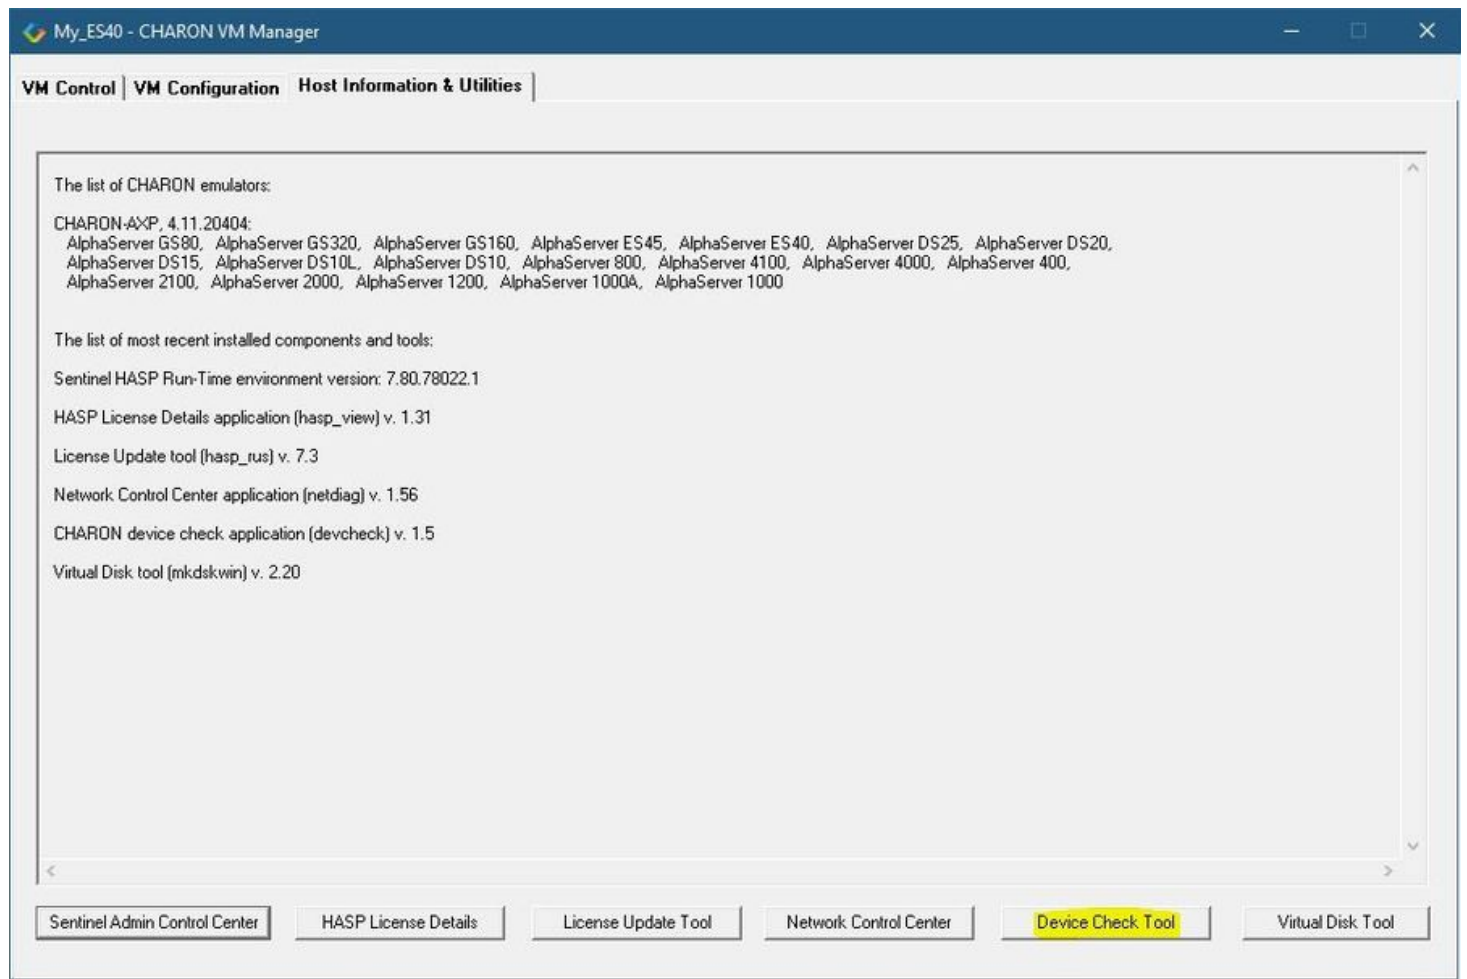 My_ES40 - CHARON VM Manager
VM Control | VM Configuration Host Information & Utilities
The list of CHARON emulators:
CHARON-AXP, 4.11.20404:
AlphaServer GS80, AlphaServer GS320, AlphaServer GS160, AlphaServer ES45, AlphaServer ES40, AlphaServer DS25, AlphaServer DS20,
AlphaServer DS15, AlphaServer DS10L, AlphaServer DS10, AlphaServer 800, AlphaServer 4100, AlphaServer 4000, AlphaServer 400,
AlphaServer 2100, AlphaServer 2000, AlphaServer 1200, AlphaServer 1000A, AlphaServer 1000
The list of most recent installed components and tools:
Sentinel HASP Run-Time environment version: 7.80.78022.1
HASP License Details application (hasp_view) v. 1.31
License Update tool (hasp_rus) v. 7.3
Network Control Center application (netdiag) v. 1.56
CHARON device check application (devcheck) v. 1.5
Virtual Disk tool (mkdskwin) v. 2.20
Sentinel Admin Control Center HASP License Details License Update Tool Network Control Center Device Check Tool Virtual Disk Tool